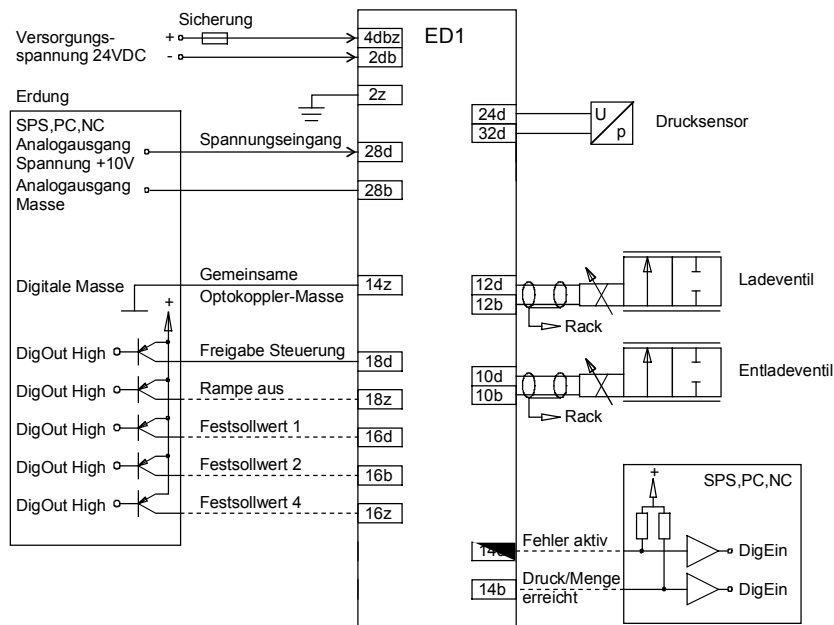 Sicherung
Versorgungs-
spannung 24VDC
+
-
4dbz
2db
ED1
Erdung
2z
SPS,PC,NC
Analogausgang
Spannung +10V
Spannungseingang
28d
Analogausgang
Masse
28b
24d
32d
U
p
Drucksensor
Digitale Masse
Gemeinsame
Optokoppler-Masse
14z
+
DigOut High
Freigabe Steuerung
18d
DigOut High
Rampe aus
18z
DigOut High
Festsollwert 1
16d
DigOut High
Festsollwert 2
16b
DigOut High
Festsollwert 4
16z
12d
12b
Rack
Ladeventil
10d
10b
Rack
Entladeventil
SPS,PC,NC
+
Fehler aktiv
DigEin
14b
Druck/Menge
erreicht
DigEin